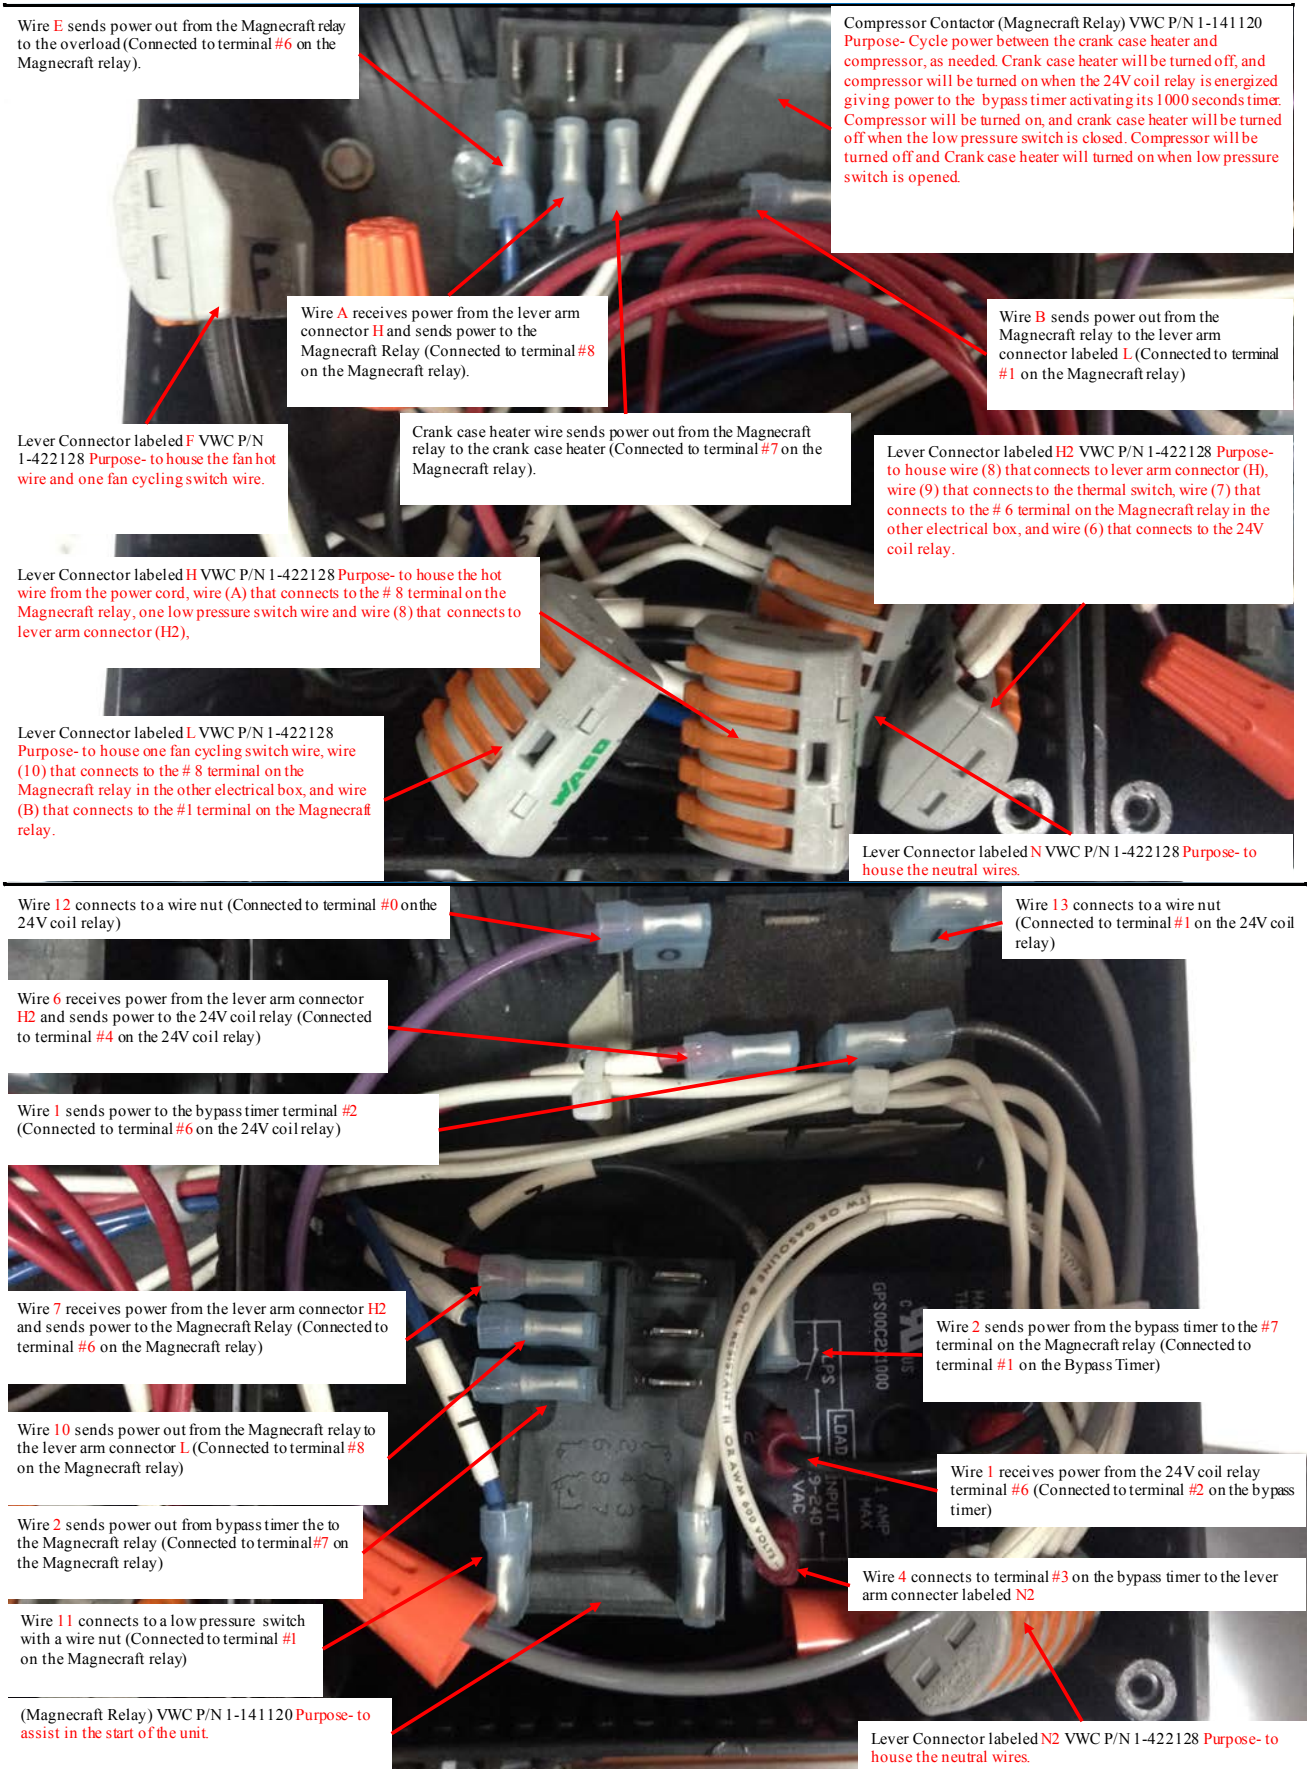 Wire E sends power out from the Magnecraft relay
to the overload (Connected to terminal #6 on the
Magnecraft relay).
Compressor Contactor (Magnecraft Relay) VWC P/N 1-141120
Purpose- Cycle power between the crank case heater and
compressor, as needed. Crank case heater will be turned off, and
compressor will be turned on when the 24V coil relay is energized
giving power to the bypass timer activating its 1000 seconds timer.
Compressor will be turned on, and crank case heater will be turned
off when the low pressure switch is closed. Compressor will be
turned off and Crank case heater will turned on when low pressure
switch is opened.
F
Wire A receives power from the lever arm
connector H and sends power to the
Magnecraft Relay (Connected to terminal #8
on the Magnecraft relay).
Wire B sends power out from the
Magnecraft relay to the lever arm
connector labeled L (Connected to terminal
#1 on the Magnecraft relay)
Lever Connector labeled F VWC P/N
1-422128 Purpose- to house the fan hot
wire and one fan cycling switch wire.
Crank case heater wire sends power out from the Magnecraft
relay to the crank case heater (Connected to terminal #7 on the
Magnecraft relay).
Lever Connector labeled H2 VWC P/N 1-422128 Purpose-
to house wire (8) that connects to lever arm connector (H),
wire (9) that connects to the thermal switch, wire (7) that
connects to the # 6 terminal on the Magnecraft relay in the
other electrical box, and wire (6) that connects to the 24V
coil relay.
Lever Connector labeled H VWC P/N 1-422128 Purpose- to house the hot
wire from the power cord, wire (A) that connects to the # 8 terminal on the
Magnecraft relay, one low pressure switch wire and wire (8) that connects to
lever arm connector (H2),
Lever Connector labeled L VWC P/N 1-422128
Purpose- to house one fan cycling switch wire, wire
(10) that connects to the # 8 terminal on the
Magnecraft relay in the other electrical box, and wire
(B) that connects to the #1 terminal on the Magnecraft
relay.
WAGO
Lever Connector labeled N VWC P/N 1-422128 Purpose- to
house the neutral wires.
Wire 12 connects to a wire nut (Connected to terminal #0 on the
24V coil relay)
Wire 13 connects to a wire nut
(Connected to terminal #1 on the 24V coil
relay)
0
Wire 6 receives power from the lever arm connector
H2 and sends power to the 24V coil relay (Connected
to terminal #4 on the 24V coil relay)
Wire 1 sends power to the bypass timer terminal #2
(Connected to terminal #6 on the 24V coil relay)
TW OR GASOLINE & OIL RESISTANT II OR AWM 600 VOLTS
GPS00C2X1000
US
LPS
LOAD
INPUT
.9-240
VAC
1 AMP
MAX
Wire 7 receives power from the lever arm connector H2
and sends power to the Magnecraft Relay (Connected to
terminal #6 on the Magnecraft relay)
Wire 2 sends power from the bypass timer to the #7
terminal on the Magnecraft relay (Connected to
terminal #1 on the Bypass Timer)
Wire 10 sends power out from the Magnecraft relay to
the lever arm connector L (Connected to terminal #8
on the Magnecraft relay)
11
Wire 1 receives power from the 24V coil relay
terminal #6 (Connected to terminal #2 on the bypass
timer)
Wire 2 sends power out from bypass timer the to
the Magnecraft relay (Connected to terminal #7 on
the Magnecraft relay)
Wire 4 connects to terminal #3 on the bypass timer to the lever
arm connecter labeled N2
Wire 11 connects to a low pressure switch
with a wire nut (Connected to terminal #1
on the Magnecraft relay)
(Magnecraft Relay) VWC P/N 1-141120 Purpose- to
assist in the start of the unit.
Lever Connector labeled N2 VWC P/N 1-422128 Purpose- to
house the neutral wires.